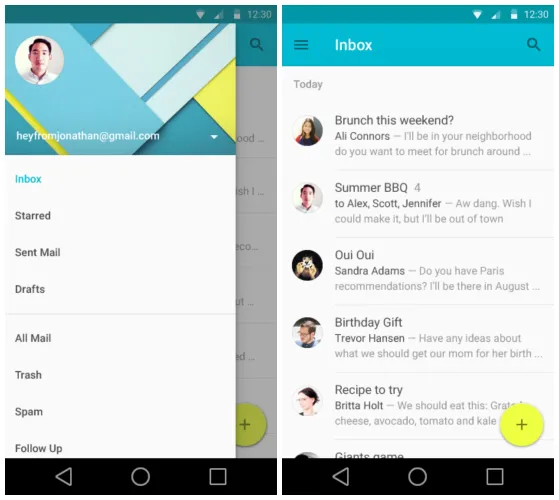 12:30
heyfromjonathan@gmail.com
Inbox
Starred
Sent Mail
Drafts
All Mail
Trash
Spam
Follow Up
12:30
Inbox
Today
Brunch this weekend?
Ali Connors — I'll be in your neighborhood
do you want to meet for brunch around ...
Summer BBQ 4
to Alex, Scott, Jennifer — Aw dang. Wish I
could make it, but I'll be out of town
Oui Oui
Sandra Adams — Do you have Paris
recommendations? I'll be there in August ...
Birthday Gift
Trevor Hansen — Have any ideas about
what we should get our mom for her birth ...
Recipe to try
Britta Holt — We should eat this: Grate
cheese, avocado, tomato and kale
Giants game